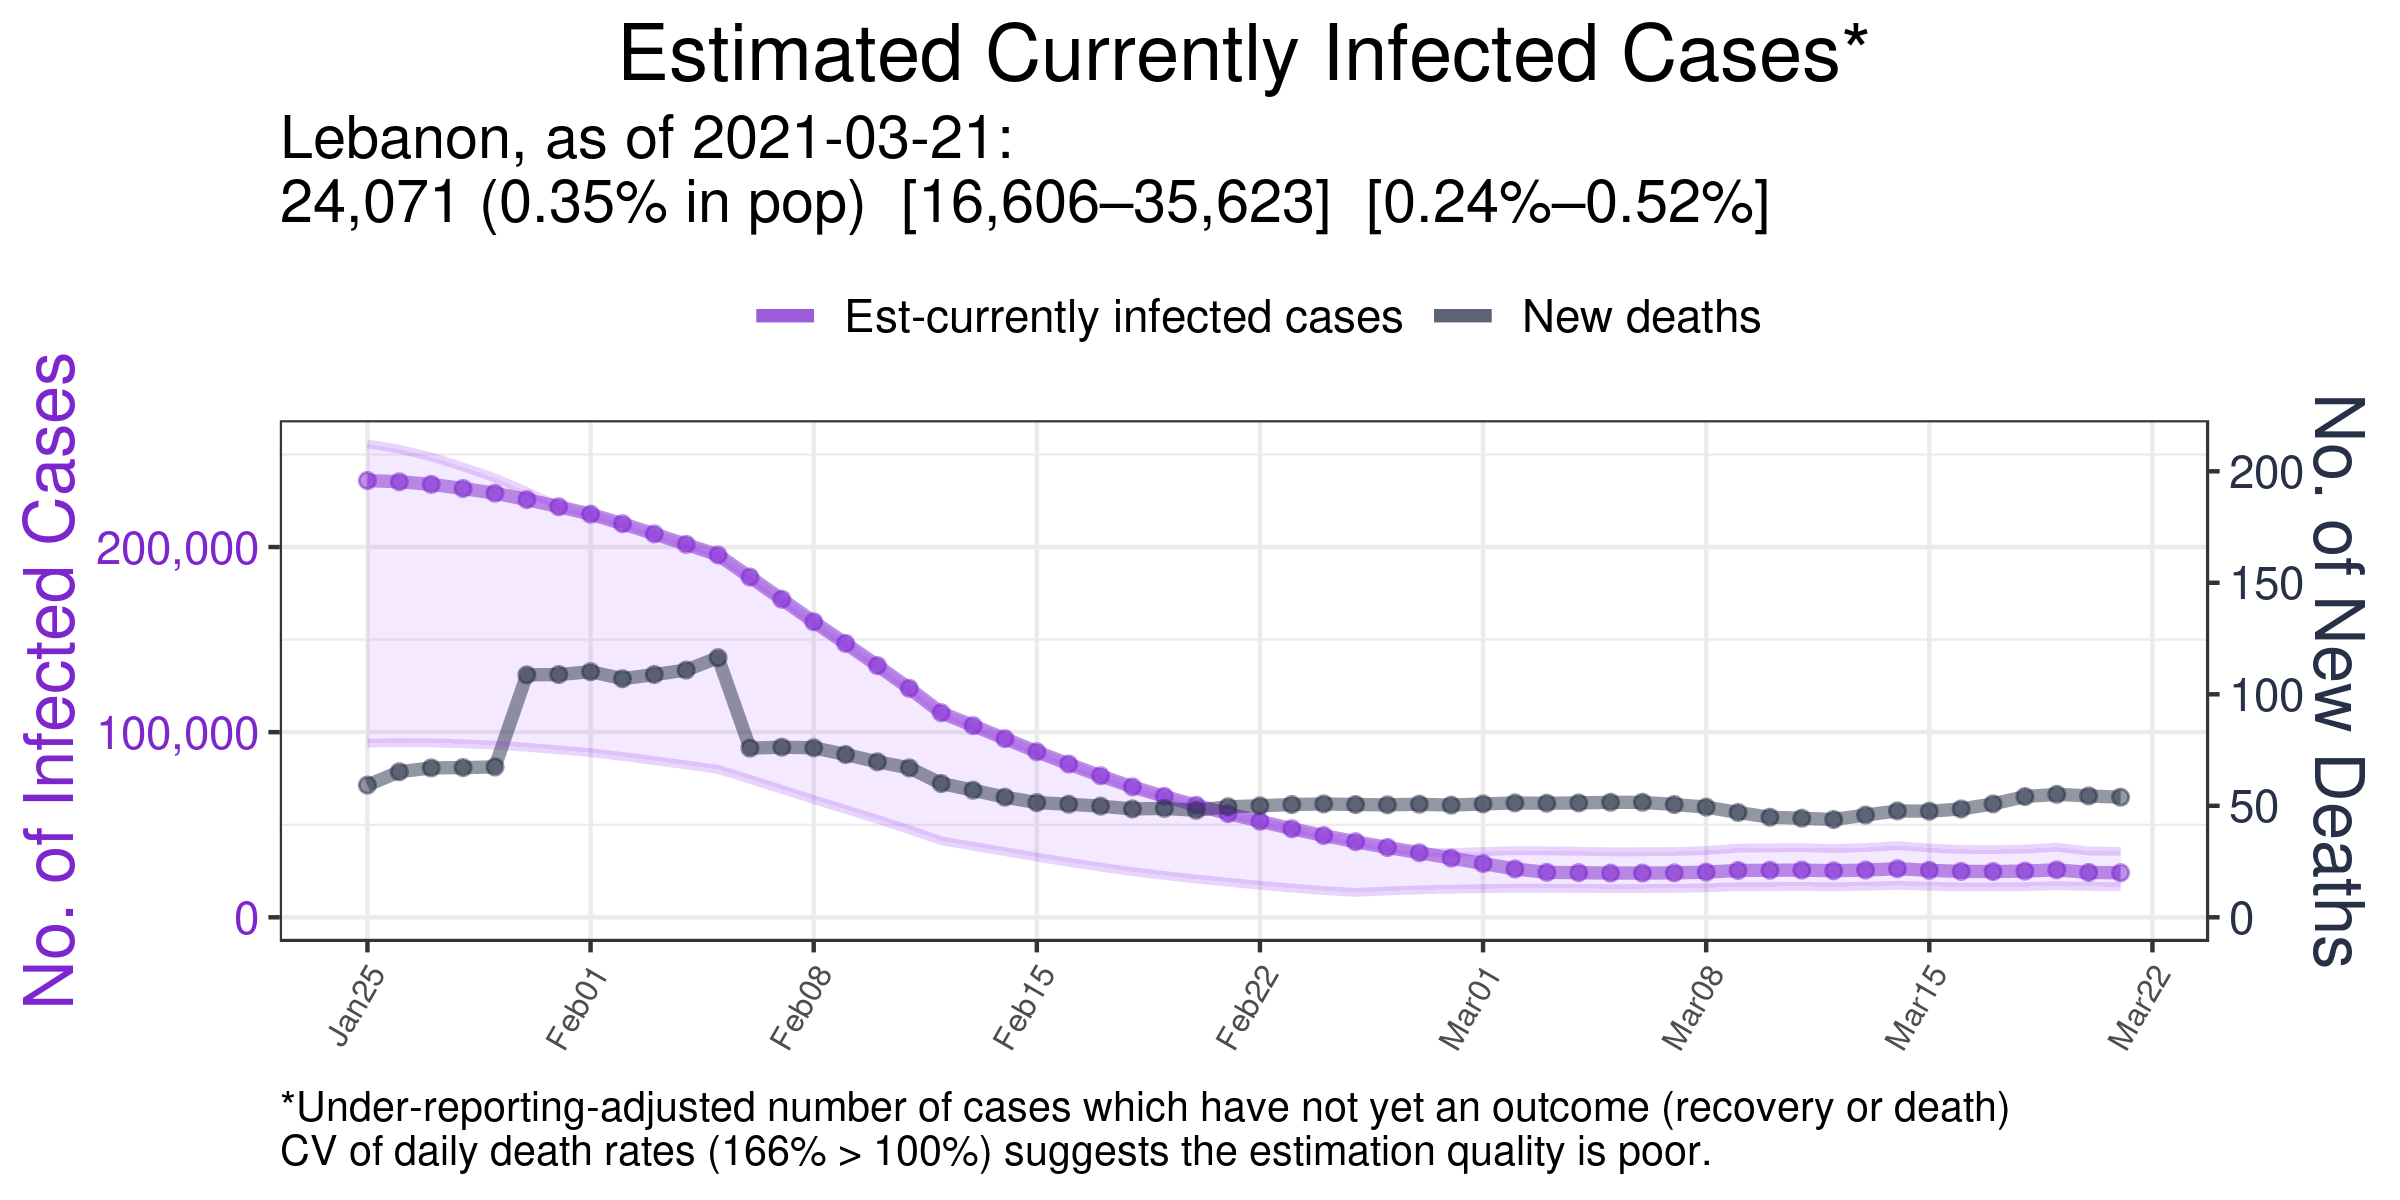 Estimated Currently Infected Cases*
Lebanon, as of 2021-03-21:
24,071 (0.35% in pop)  [16,606–35,623]  [0.24%–0.52%]
Est-currently infected cases
New deaths
No. of Infected Cases
200,000
100,000
0
No. of New Deaths
200
150
100
50
0
Jan25
Feb01
Feb08
Feb15
Feb22
Mar01
Mar08
Mar15
Mar22
*Under-reporting-adjusted number of cases which have not yet an outcome (recovery or death)
CV of daily death rates (166% > 100%) suggests the estimation quality is poor.